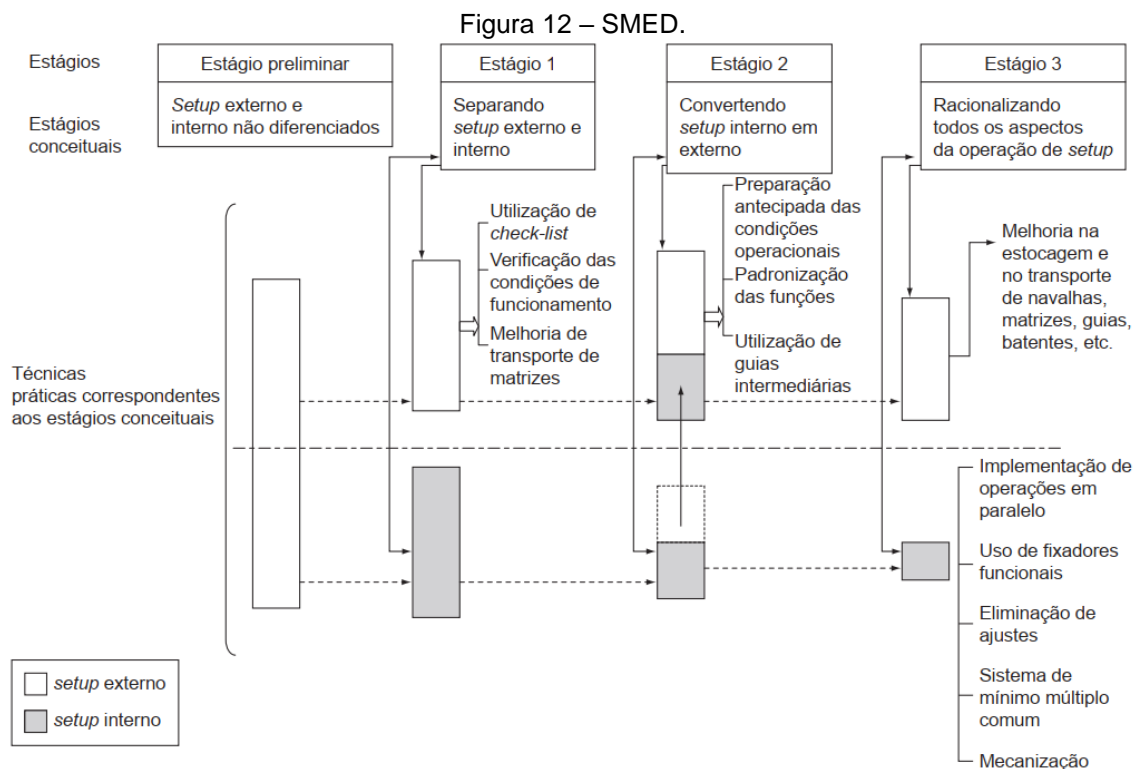 Figura 12 – SMED.
Estágios
Estágio preliminar
Estágio 1
Estágio 2
Estágio 3
Estágios
conceituais
Setup externo e
interno não diferenciados
Separando
setup externo e
interno
Convertendo
setup interno em
externo
Racionalizando
todos os aspectos
da operação de setup
Técnicas
práticas correspondentes
aos estágios conceituais
Utilização de
check-list
Verificação das
condições de
funcionamento
Melhoria de
transporte de
matrizes
Preparação
antecipada das
condições
operacionais
Padronização
das funções
Utilização de
guias
intermediárias
Melhoria na
estocagem e
no transporte
de navalhas,
matrizes, guias,
batentes, etc.
Implementação de
operações em
paralelo
Uso de fixadores
funcionais
Eliminação de
ajustes
Sistema de
mínimo múltiplo
comum
Mecanização
setup externo
setup interno